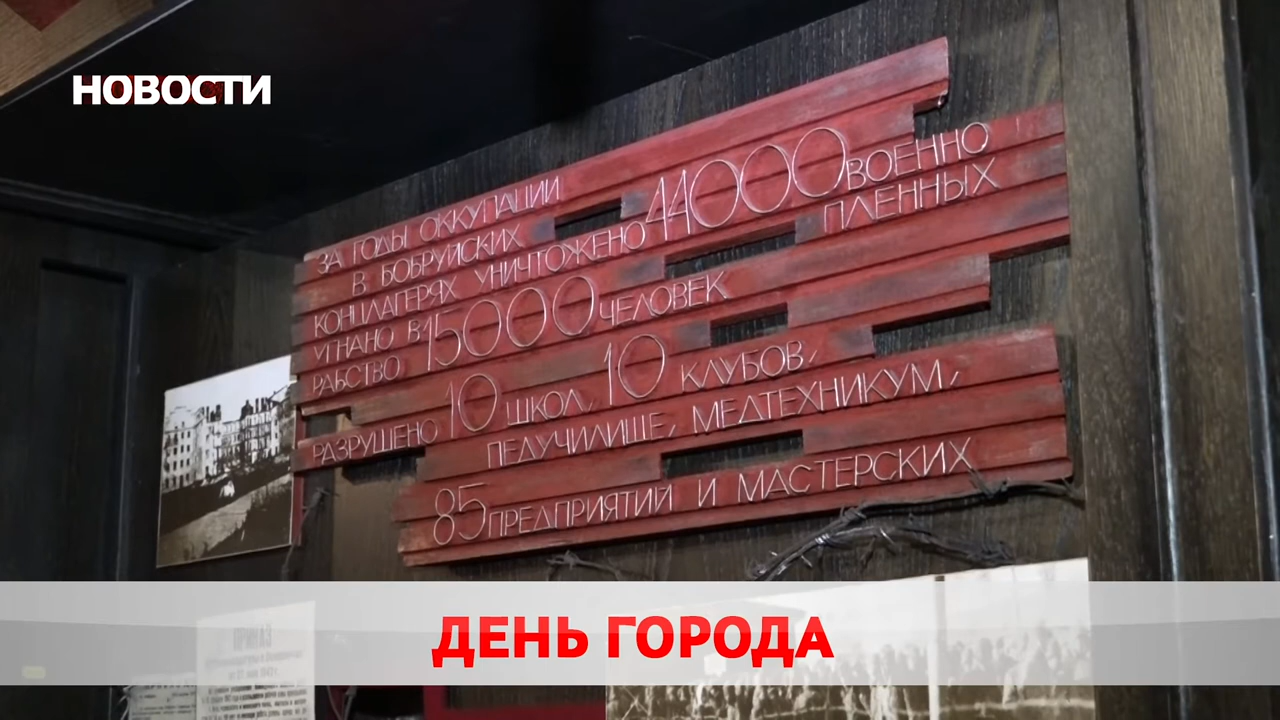 НОВОСТИ
ЗА ГОДЫ ОККУПАЦИИ
В БОБРУЙСКИХ
КОНЦЛАГЕРЯХ УНИЧТОЖЕНО 44000 ВОЕННО
ПЛЕННЫХ
УГНАНО В
РАБСТВО 15000 ЧЕЛОВЕК
РАЗРУШЕНО 10 ШКОЛ, 10 КЛУБОВ,
ПЕДУЧИЛИЩЕ, МЕДТЕХНИКУМ,
85 ПРЕДПРИЯТИЙ И МАСТЕРСКИХ
ДЕНЬ ГОРОДА
ПРИКАЗ